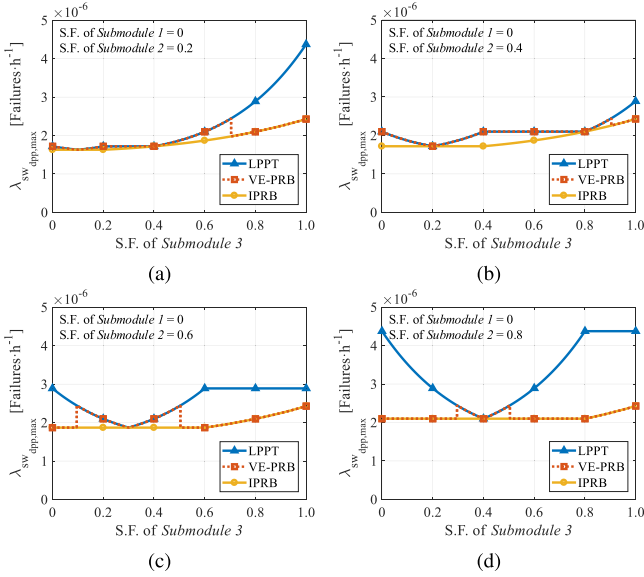 ×10⁻⁶
S.F. of Submodule 1 = 0
S.F. of Submodule 2 = 0.2
λsw dpp,max [Failures·h⁻¹]
5
4
3
2
1
0
LPPT
VE-PRB
IPRB
0 0.2 0.4 0.6 0.8 1.0
S.F. of Submodule 3
(a)
×10⁻⁶
S.F. of Submodule 1 = 0
S.F. of Submodule 2 = 0.4
λsw dpp,max [Failures·h⁻¹]
5
4
3
2
1
0
LPPT
VE-PRB
IPRB
0 0.2 0.4 0.6 0.8 1.0
S.F. of Submodule 3
(b)
×10⁻⁶
S.F. of Submodule 1 = 0
S.F. of Submodule 2 = 0.6
λsw dpp,max [Failures·h⁻¹]
5
4
3
2
1
0
LPPT
VE-PRB
IPRB
0 0.2 0.4 0.6 0.8 1.0
S.F. of Submodule 3
(c)
×10⁻⁶
S.F. of Submodule 1 = 0
S.F. of Submodule 2 = 0.8
λsw dpp,max [Failures·h⁻¹]
5
4
3
2
1
0
LPPT
VE-PRB
IPRB
0 0.2 0.4 0.6 0.8 1.0
S.F. of Submodule 3
(d)